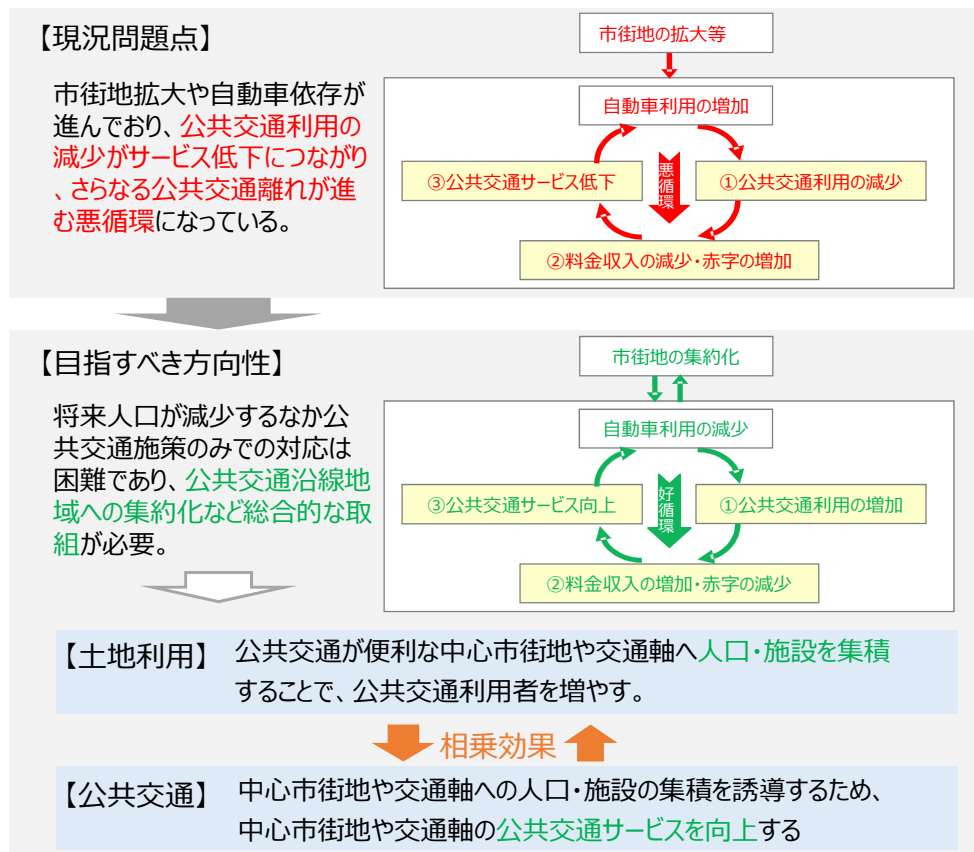 【現況問題点】
市街地拡大や自動車依存が
進んでおり、公共交通利用の
減少がサービス低下につながり
、さらなる公共交通離れが進
む悪循環になっている。
市街地の拡大等
自動車利用の増加
③公共交通サービス低下
悪循環
①公共交通利用の減少
②料金収入の減少・赤字の増加
【目指すべき方向性】
将来人口が減少するなか公
共交通施策のみでの対応は
困難であり、公共交通沿線地
域への集約化など総合的な取
組が必要。
市街地の集約化
自動車利用の減少
③公共交通サービス向上
好循環
①公共交通利用の増加
②料金収入の増加・赤字の減少
【土地利用】 公共交通が便利な中心市街地や交通軸へ人口・施設を集積
することで、公共交通利用者を増やす。
相乗効果
【公共交通】 中心市街地や交通軸への人口・施設の集積を誘導するため、
中心市街地や交通軸の公共交通サービスを向上する